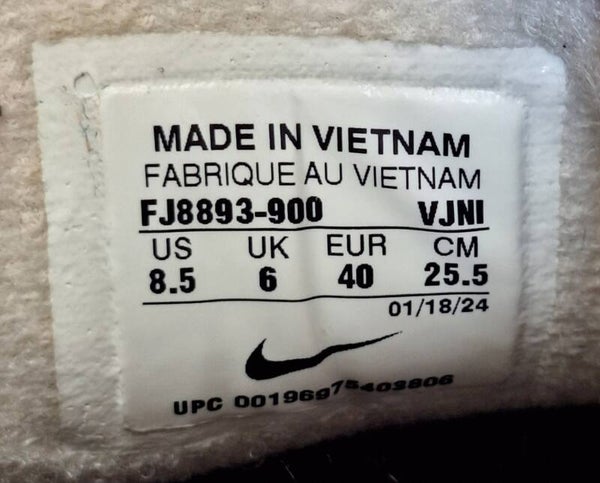 MADE IN VIETNAM
FABRIQUE AU VIETNAM
FJ8893-900 VJNI
US UK EUR CM
8.5 6 40 25.5
01/18/24
UPC 00196975403806